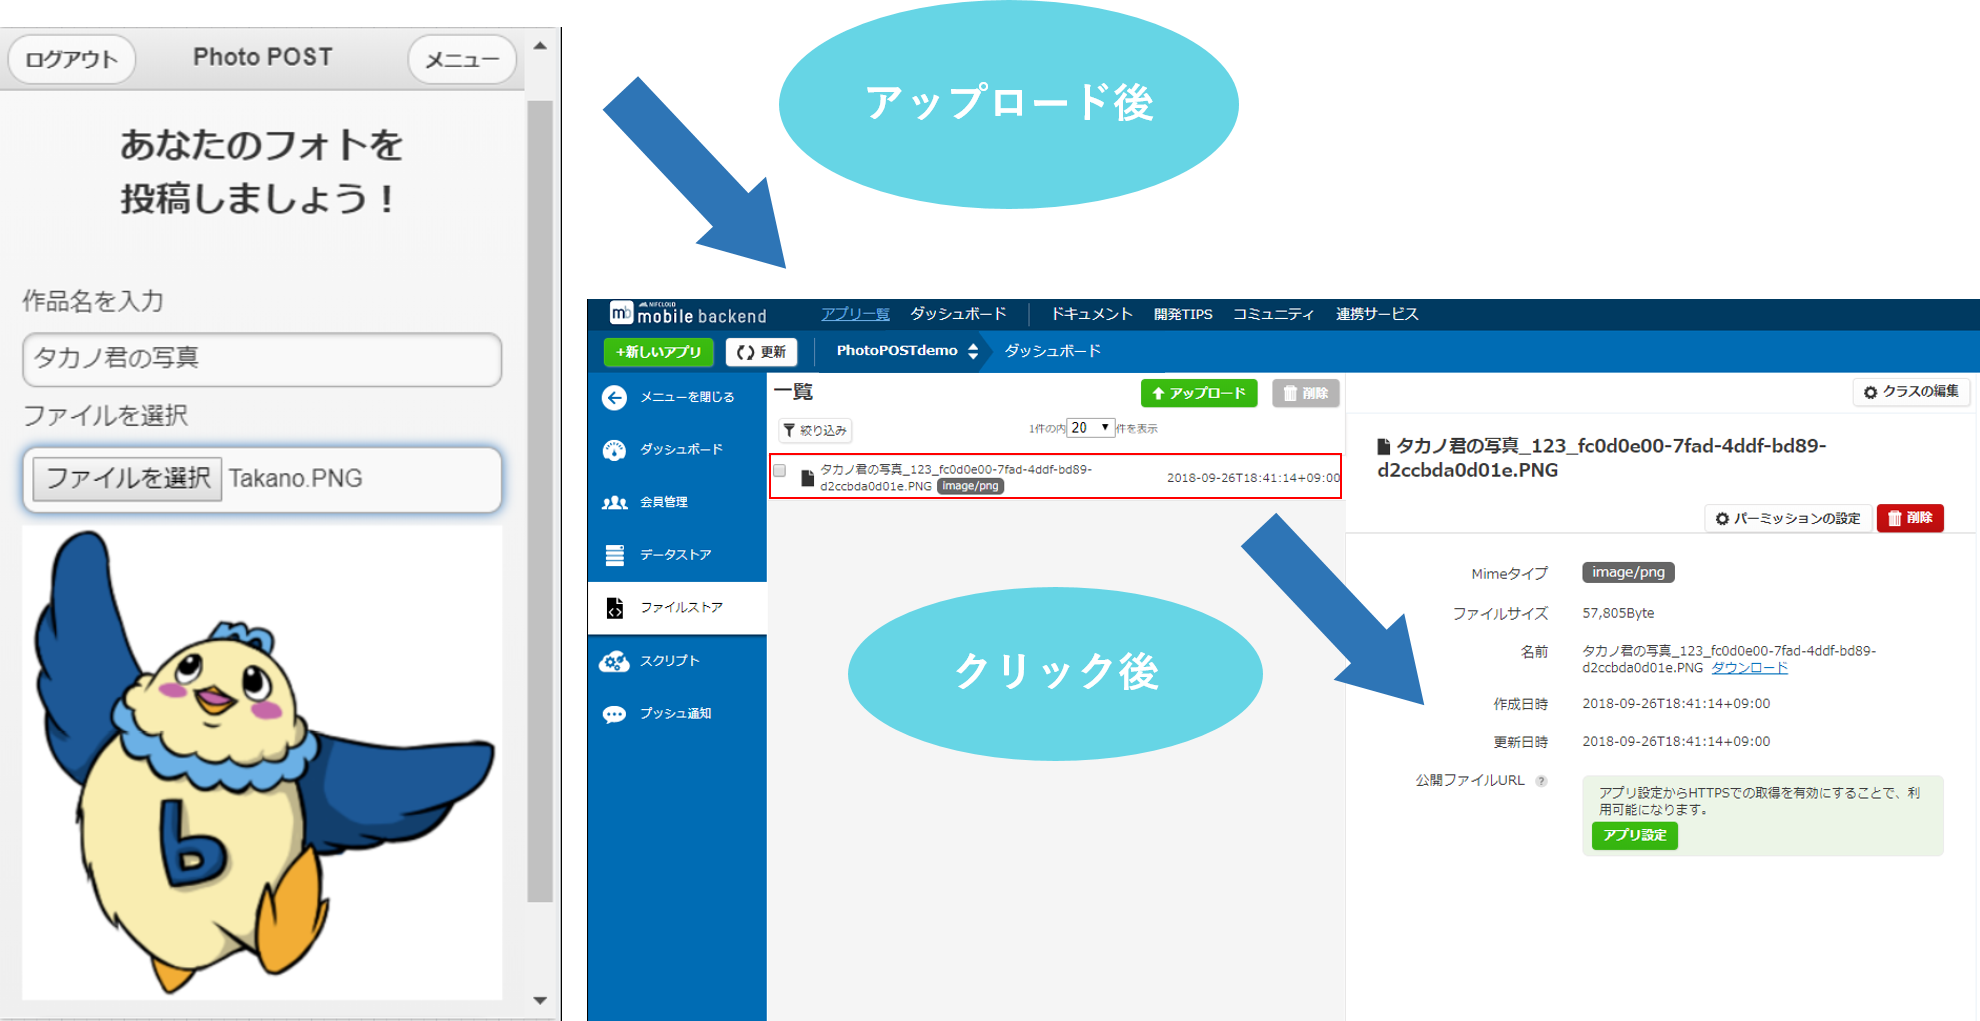 ログアウト
Photo POST
メニュー
あなたのフォトを
投稿しましょう！
作品名を入力
タカノ君の写真
ファイルを選択
ファイルを選択 Takano.PNG
b
アップロード後
mb NIFCLOUD
mobile backend
アプリ一覧 ダッシュボード ドキュメント 開発TIPS コミュニティ 連携サービス
+新しいアプリ 更新 PhotoPOSTdemo ダッシュボード
メニューを閉じる
ダッシュボード
会員管理
データストア
ファイルストア
スクリプト
プッシュ通知
一覧
アップロード
削除
絞り込み
1件の内 20 件を表示
タカノ君の写真_123_fc0d0e00-7fad-4ddf-bd89-
d2ccbda0d01e.PNG image/png
2018-09-26T18:41:14+09:00
クリック後
クラスの編集
タカノ君の写真_123_fc0d0e00-7fad-4ddf-bd89-
d2ccbda0d01e.PNG
パーミッションの設定 削除
Mimeタイプ image/png
ファイルサイズ 57,805Byte
名前 タカノ君の写真_123_fc0d0e00-7fad-4ddf-bd89-
d2ccbda0d01e.PNG ダウンロード
作成日時 2018-09-26T18:41:14+09:00
更新日時 2018-09-26T18:41:14+09:00
公開ファイルURL ?
アプリ設定からHTTPSでの取得を有効にすることで、利
用可能になります。
アプリ設定